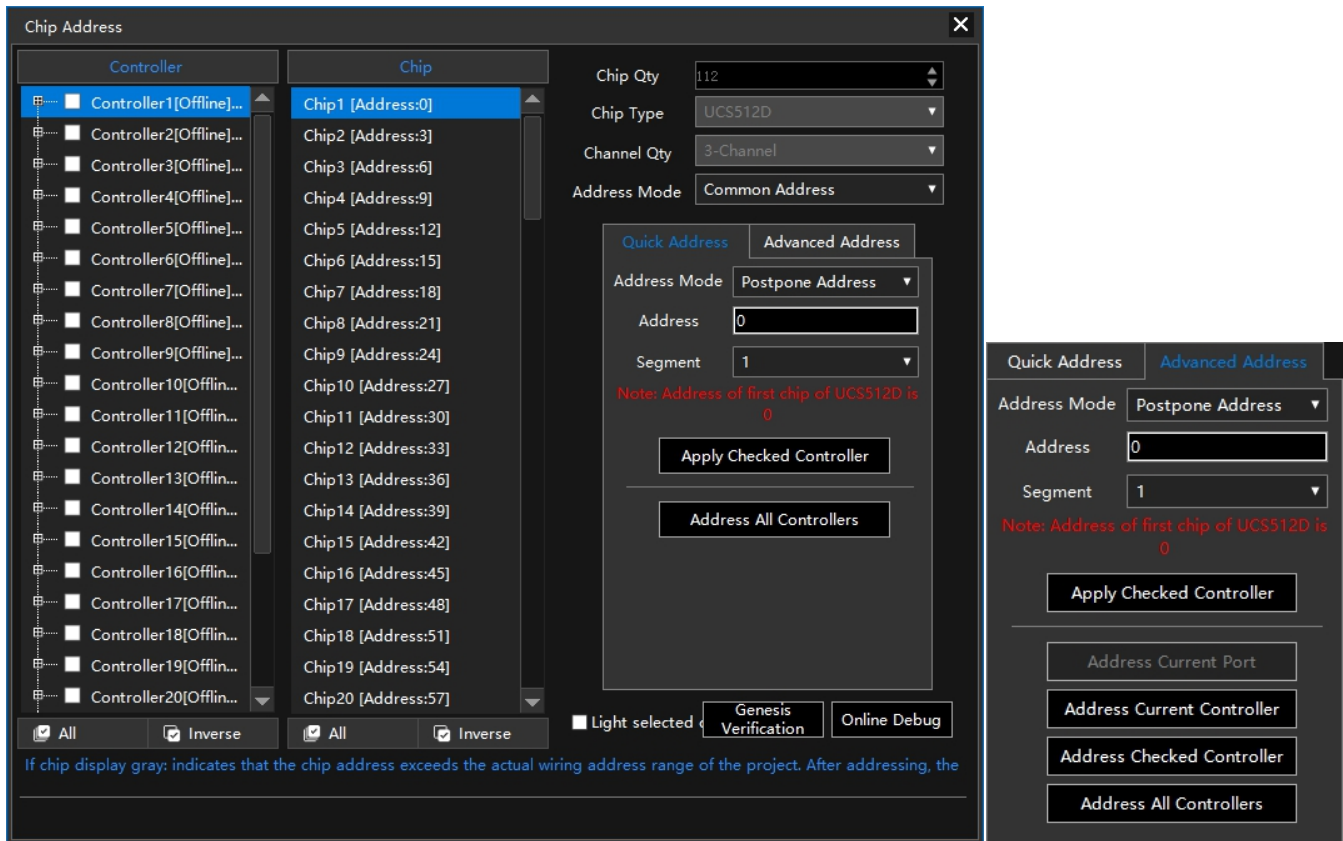 Chip Address
Controller
Controller1[Offline]...
Controller2[Offline]...
Controller3[Offline]...
Controller4[Offline]...
Controller5[Offline]...
Controller6[Offline]...
Controller7[Offline]...
Controller8[Offline]...
Controller9[Offline]...
Controller10[Offlin...
Controller11[Offlin...
Controller12[Offlin...
Controller13[Offlin...
Controller14[Offlin...
Controller15[Offlin...
Controller16[Offlin...
Controller17[Offlin...
Controller18[Offlin...
Controller19[Offlin...
Controller20[Offlin...
All
Inverse
Chip
Chip1 [Address:0]
Chip2 [Address:3]
Chip3 [Address:6]
Chip4 [Address:9]
Chip5 [Address:12]
Chip6 [Address:15]
Chip7 [Address:18]
Chip8 [Address:21]
Chip9 [Address:24]
Chip10 [Address:27]
Chip11 [Address:30]
Chip12 [Address:33]
Chip13 [Address:36]
Chip14 [Address:39]
Chip15 [Address:42]
Chip16 [Address:45]
Chip17 [Address:48]
Chip18 [Address:51]
Chip19 [Address:54]
Chip20 [Address:57]
All
Inverse
Chip Qty 112
Chip Type UCS512D
Channel Qty 3-Channel
Address Mode Common Address
Quick Address Advanced Address
Address Mode Postpone Address
Address 0
Segment 1
Note: Address of first chip of UCS512D is
0
Apply Checked Controller
Address All Controllers
Light selected
Genesis
Verification
Online Debug
If chip display gray: indicates that the chip address exceeds the actual wiring address range of the project. After addressing, the
Quick Address Advanced Address
Address Mode Postpone Address
Address 0
Segment 1
Note: Address of first chip of UCS512D is
0
Apply Checked Controller
Address Current Port
Address Current Controller
Address Checked Controller
Address All Controllers